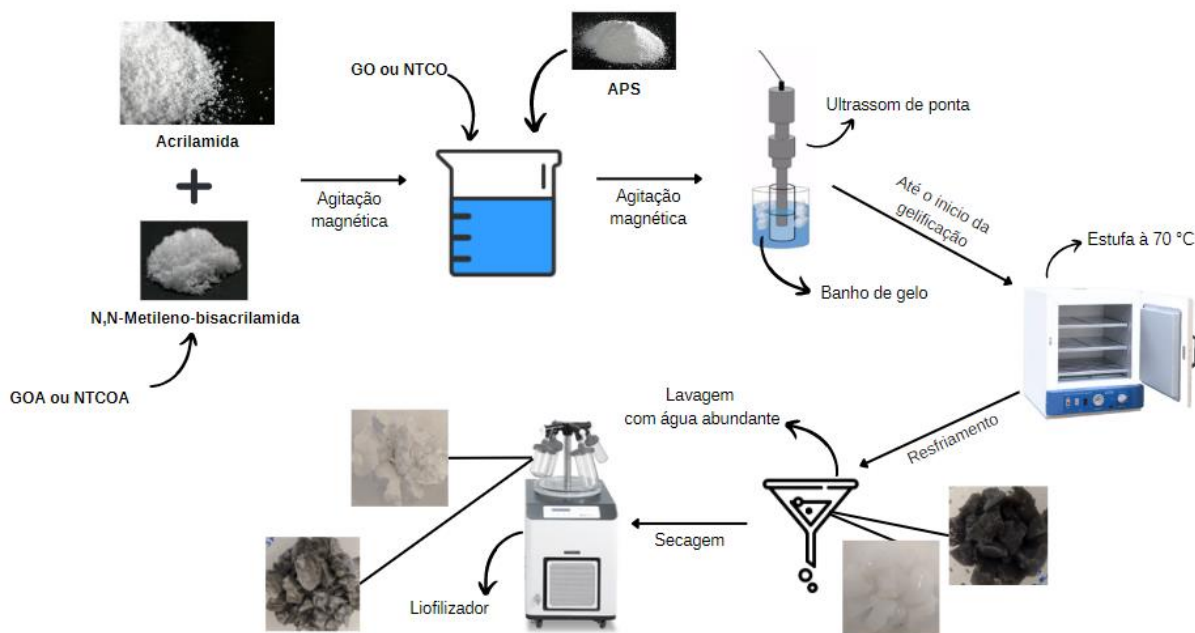 Acrilamida
N,N-Metileno-bisacrilamida
GOA ou NTCOA
Agitação
magnética
GO ou NTCO
APS
Agitação
magnética
Ultrassom de ponta
Banho de gelo
Até o inicio da
gelificação
Estufa à 70 °C
Resfriamento
Lavagem
com água abundante
Secagem
Liofilizador